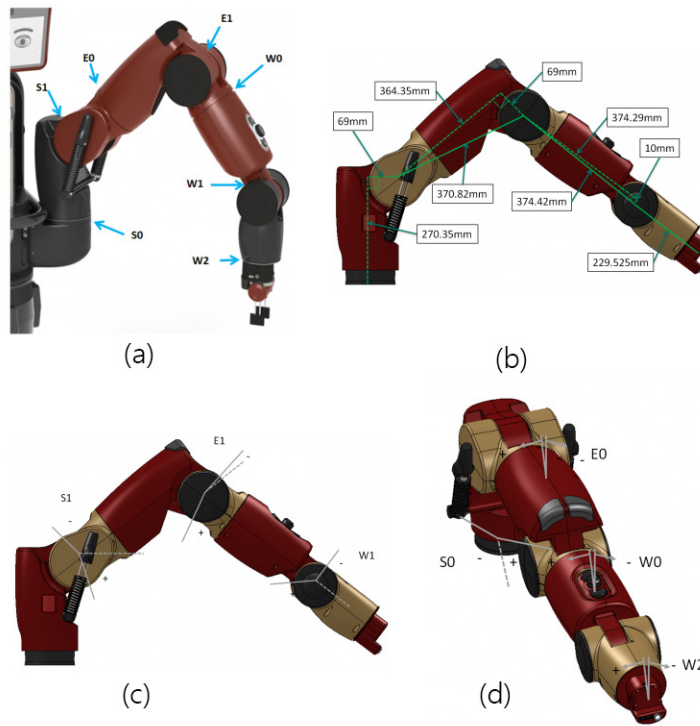 E1
E0
W0
S1
W1
S0
W2
(a)
69mm
364.35mm
374.29mm
69mm
10mm
370.82mm
374.42mm
270.35mm
229.525mm
(b)
E1
-
S1
-
+
-
W1
+
+
(c)
+
-
E0
S0
-
+
+
-
W0
+
-
W2
(d)